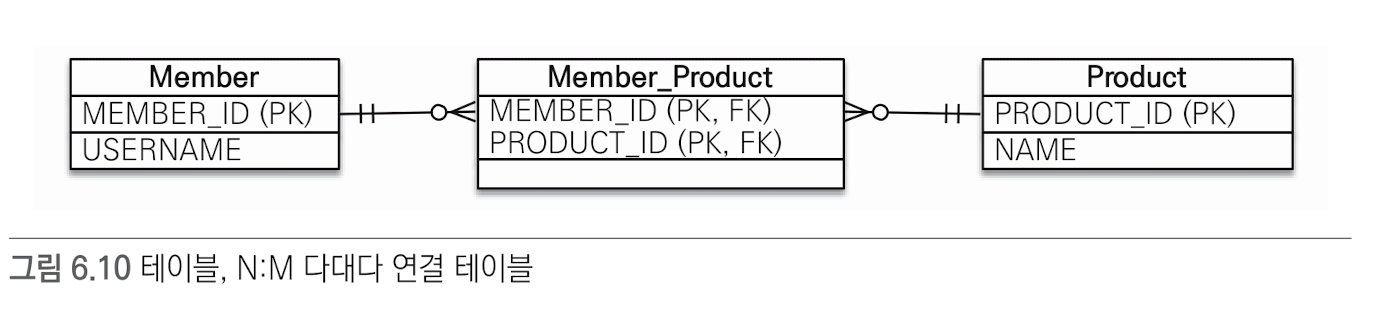 Member
MEMBER_ID (PK)
USERNAME
Member_Product
MEMBER_ID (PK, FK)
PRODUCT_ID (PK, FK)
Product
PRODUCT_ID (PK)
NAME
그림 6.10 테이블, N:M 다대다 연결 테이블